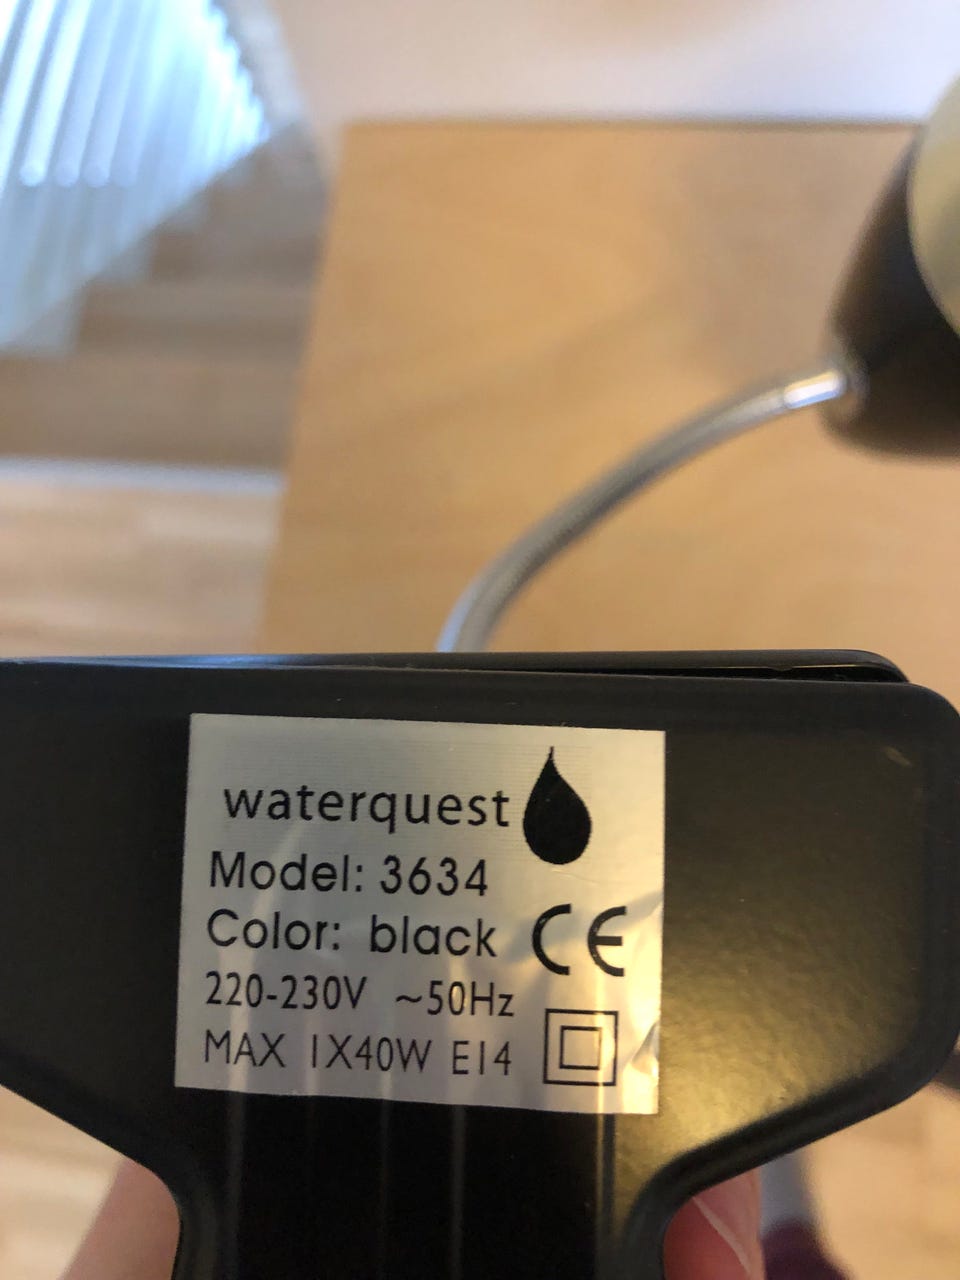 waterquest
Model: 3634
Color: black CE
220-230V ~50Hz
MAX 1X40W E14